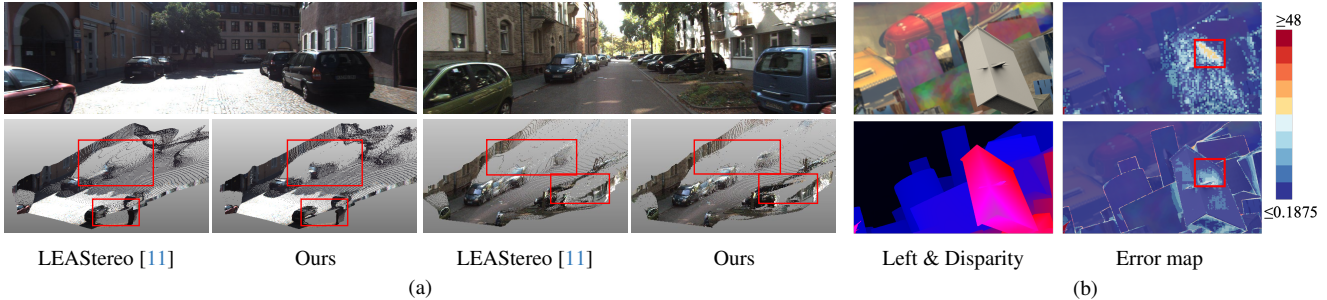 ≥48
≤0.1875
LEAStereo [11]
Ours
LEAStereo [11]
Ours
Left & Disparity
Error map
(a)
(b)